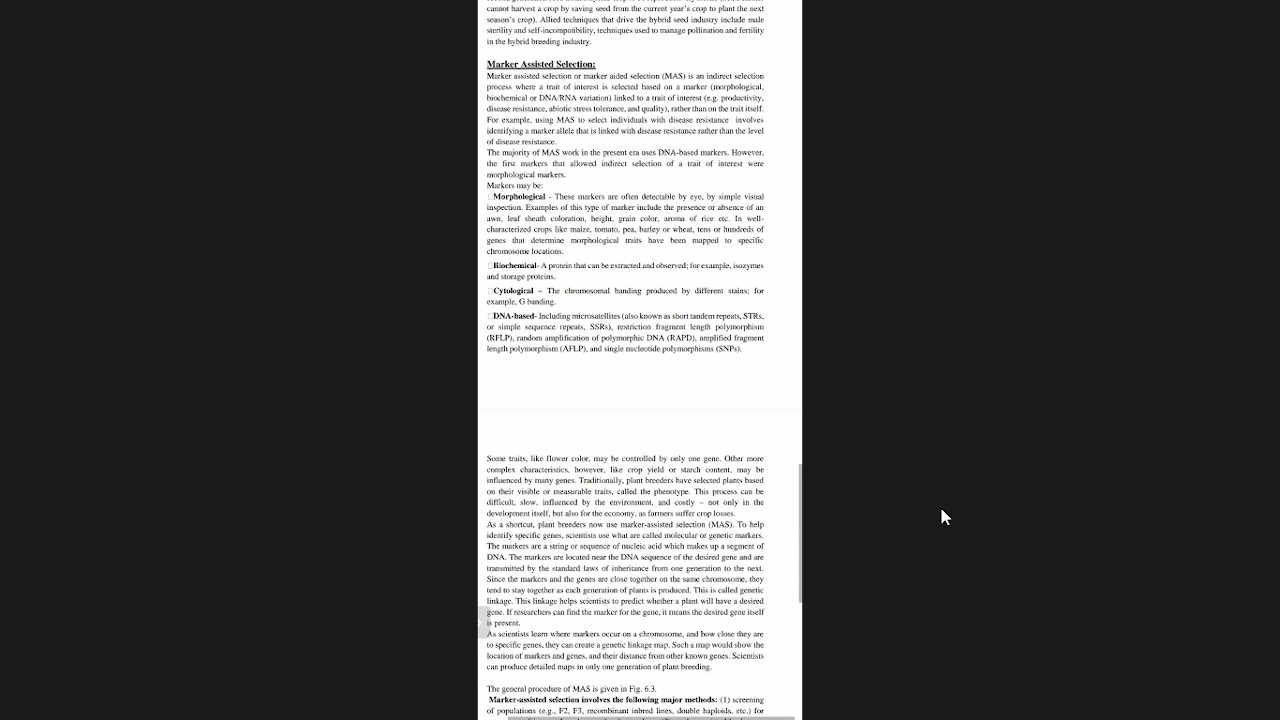 cannot harvest a crop by saving seed from the current year's crop to plant the next
season's crop). Allied techniques that drive the hybrid seed industry include male
sterility and self-incompatibility, techniques used to manage pollination and fertility
in the hybrid breeding industry.
Marker Assisted Selection:
Marker assisted selection or marker aided selection (MAS) is an indirect selection
process where a trait of interest is selected based on a marker (morphological,
biochemical or DNA/RNA variation) linked to a trait of interest (e.g. productivity,
disease resistance, abiotic stress tolerance, and quality), rather than on the trait itself.
For example, using MAS to select individuals with disease resistance involves
identifying a marker allele that is linked with disease resistance rather than the level
of disease resistance.
The majority of MAS work in the present era uses DNA-based markers. However,
the first markers that allowed indirect selection of a trait of interest were
morphological markers.
Markers may be:
Morphological - These markers are often detectable by eye, by simple visual
inspection. Examples of this type of marker include the presence or absence of an
awn, leaf sheath coloration, height, grain color, aroma of rice etc. In well-
characterized crops like maize, tomato, pea, barley or wheat, tens or hundreds of
genes that determine morphological traits have been mapped to specific
chromosome locations.
Biochemical- A protein that can be extracted and observed; for example, isozymes
and storage proteins.
Cytological – The chromosomal banding produced by different stains; for
example, G banding.
DNA-based- Including microsatellites (also known as short tandem repeats, STRs,
or simple sequence repeats, SSRs), restriction fragment length polymorphism
(RFLP), random amplification of polymorphic DNA (RAPD), amplified fragment
length polymorphism (AFLP), and single nucleotide polymorphisms (SNPs).
Some traits, like flower color, may be controlled by only one gene. Other more
complex characteristics, however, like crop yield or starch content, may be
influenced by many genes. Traditionally, plant breeders have selected plants based
on their visible or measurable traits, called the phenotype. This process can be
difficult, slow, influenced by the environment, and costly – not only in the
development itself, but also for the economy, as farmers suffer crop losses.
As a shortcut, plant breeders now use marker-assisted selection (MAS). To help
identify specific genes, scientists use what are called molecular or genetic markers.
The markers are a string or sequence of nucleic acid which makes up a segment of
DNA. The markers are located near the DNA sequence of the desired gene and are
transmitted by the standard laws of inheritance from one generation to the next.
Since the markers and the genes are close together on the same chromosome, they
tend to stay together as each generation of plants is produced. This is called genetic
linkage. This linkage helps scientists to predict whether a plant will have a desired
gene. If researchers can find the marker for the gene, it means the desired gene itself
is present.
As scientists learn where markers occur on a chromosome, and how close they are
to specific genes, they can create a genetic linkage map. Such a map would show the
location of markers and genes, and their distance from other known genes. Scientists
can produce detailed maps in only one generation of plant breeding.
The general procedure of MAS is given in Fig. 6.3.
Marker-assisted selection involves the following major methods: (1) screening
of populations (e.g., F2, F3, recombinant inbred lines, double haploids, etc.) for